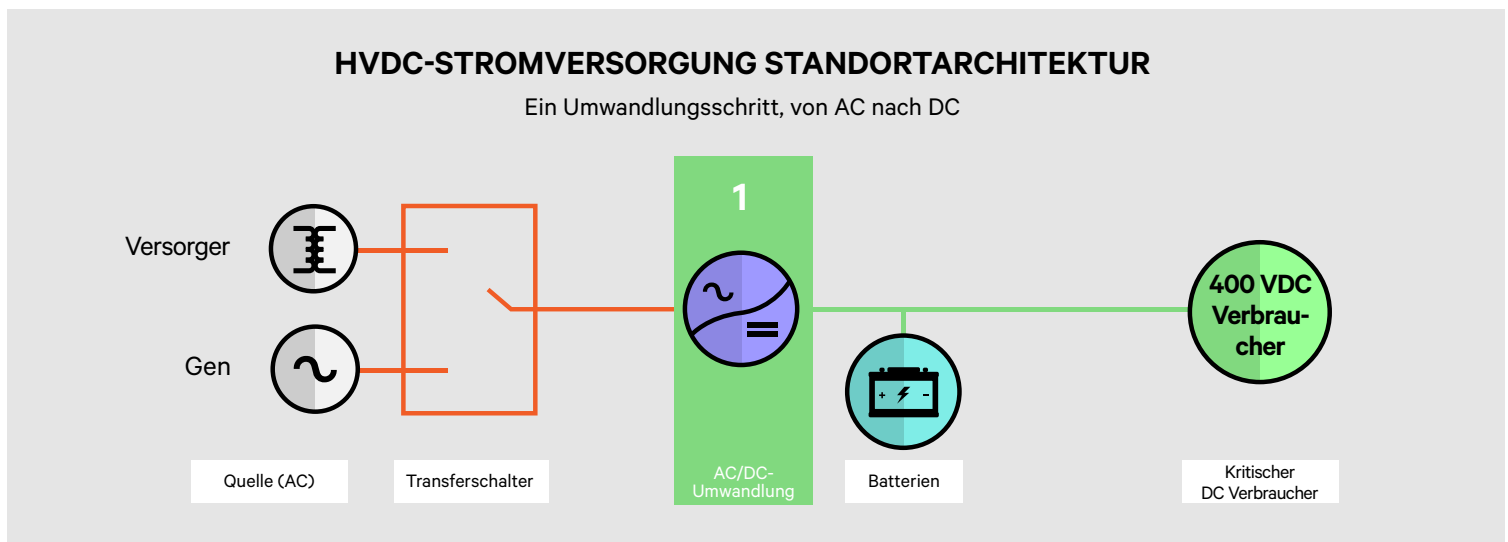 HVDC-STROMVERSORGUNG STANDORTARCHITEKTUR
Ein Umwandlungsschritt, von AC nach DC
1
Versorger
Gen
400 VDC
Verbrau-
cher
+ -
Quelle (AC)
Transferschalter
AC/DC-
Umwandlung
Batterien
Kritischer
DC Verbraucher